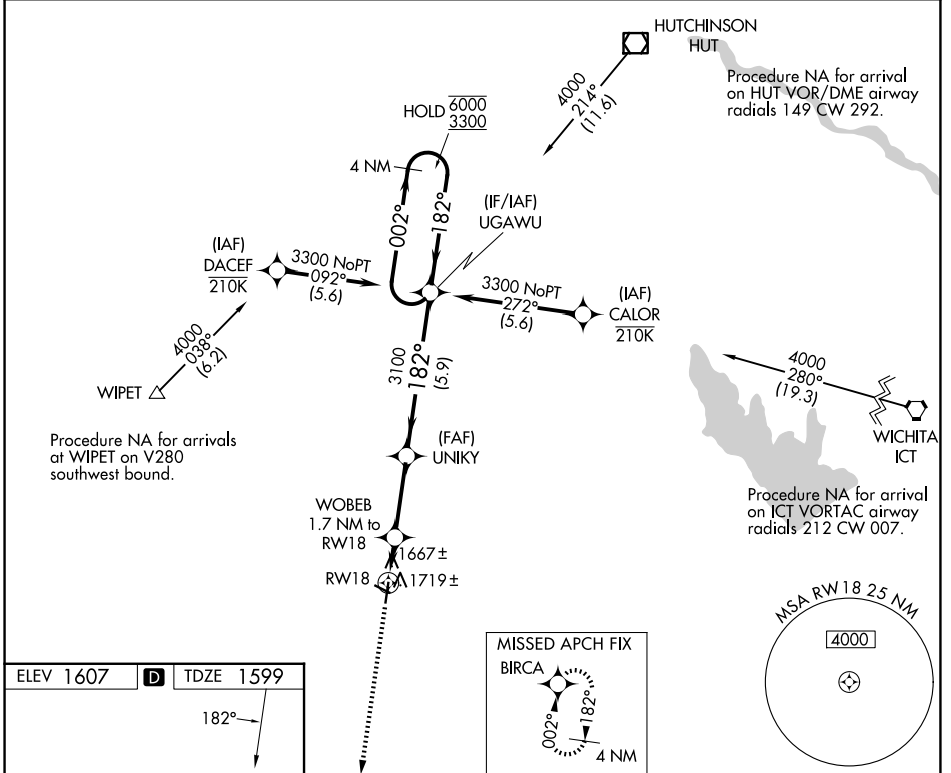 HUTCHINSON
HUT
Procedure NA for arrival
on HUT VOR/DME airway
radials 149 CW 292.
4000
214°
(11.6)
HOLD 6000
3300
4 NM
002°
182°
(IF/IAF)
UGAWU
(IAF)
DACEF
210K
3300 NoPT
092°
(5.6)
3300 NoPT
272°
(5.6)
(IAF)
CALOR
210K
4000
038°
(6.2)
WIPET
3100
182°
(5.9)
4000
280°
(19.3)
WICHITA
ICT
Procedure NA for arrivals
at WIPET on V280
southwest bound.
(FAF)
UNIKY
Procedure NA for arrival
on ICT VORTAC airway
radials 212 CW 007.
WOBEB
1.7 NM to
RW18
1667 ±
RW18
1719 ±
MSA RW18 25 NM
4000
MISSED APCH FIX
BIRCA
002°
182°
4 NM
ELEV 1607
D
TDZE 1599
182°